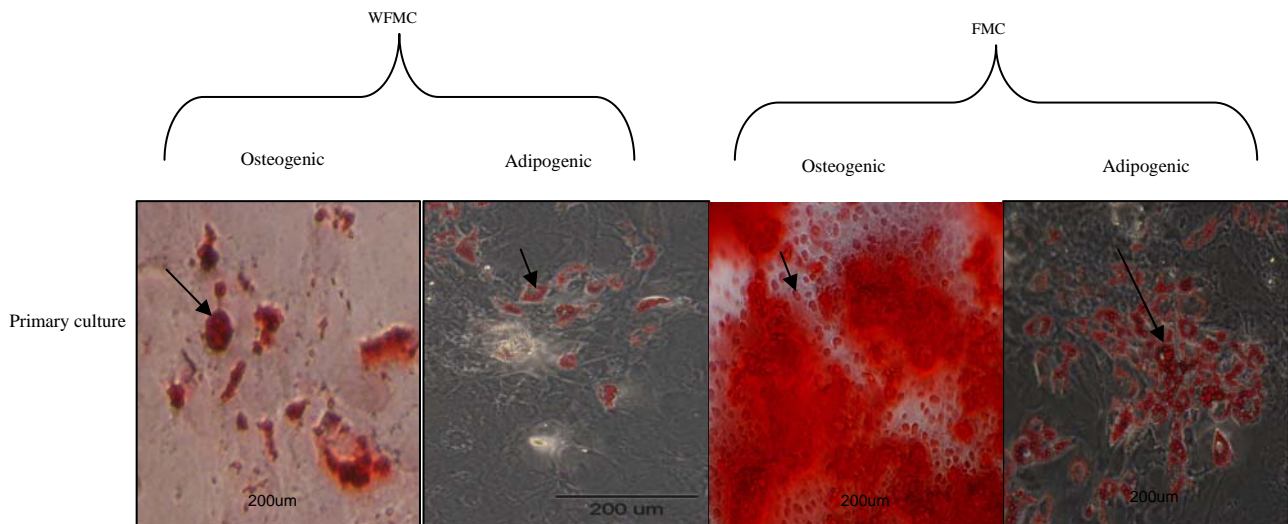 WFMC
FMC
Osteogenic
Adipogenic
Osteogenic
Adipogenic
Primary culture
200um
200 um
200um
200um